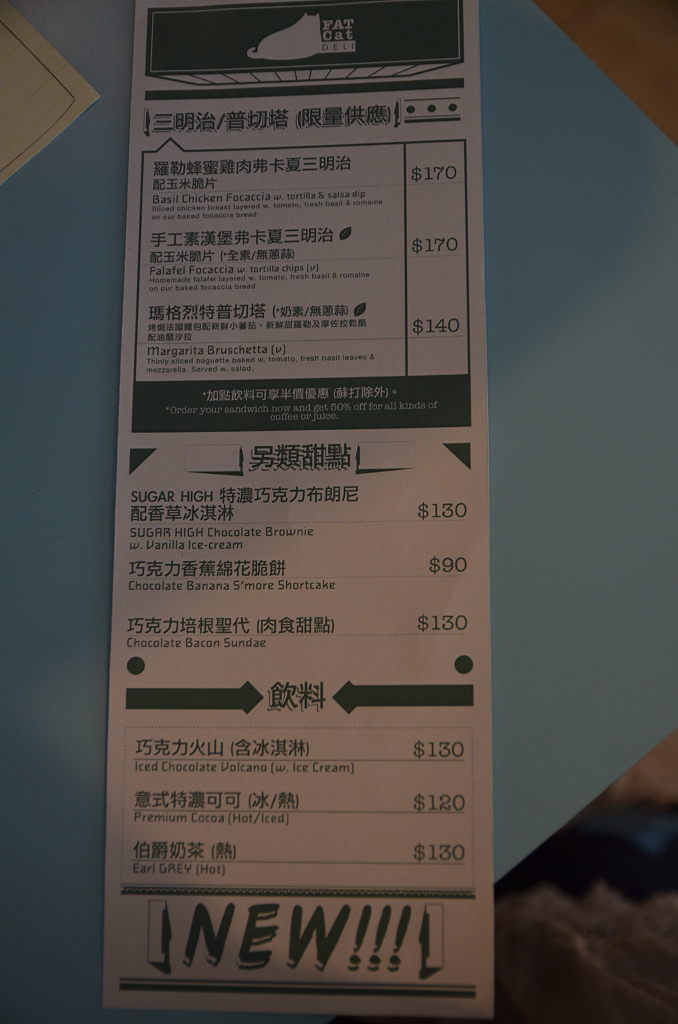 FAT
Cat
DELI
三明治/普切塔 (限量供應)
羅勒蜂蜜雞肉弗卡夏三明治
配玉米脆片
$170
Basil Chicken Focaccia w. tortilla & salsa dip
Sliced chicken breast layered w. tomato, fresh basil & romaine
on our baked focaccia bread
手工素漢堡弗卡夏三明治
配玉米脆片 (*全素/無蔥蒜)
$170
Falafel Focaccia w. tortilla chips (v)
Homemade falafel layered w. tomato, fresh basil & romaine
on our baked focaccia bread
瑪格烈特普切塔 (*奶素/無蔥蒜)
烤焗法國麵包配新鮮小蕃茄、新鮮甜羅勒及摩佐拉乾酪
配油醋沙拉
$140
Margarita Bruschetta (v)
Thinly sliced baguette baked w. tomato, fresh basil leaves &
mozzarella. Served w. salad.
*加點飲料可享半價優惠 (蘇打除外)。
*Order your sandwich now and get 50% off for all kinds of
coffee or juice.
另類甜點
SUGAR HIGH 特濃巧克力布朗尼
配香草冰淇淋
$130
SUGAR HIGH Chocolate Brownie
w. Vanilla Ice-cream
巧克力香蕉綿花脆餅
$90
Chocolate Banana S'more Shortcake
巧克力培根聖代 (肉食甜點)
$130
Chocolate Bacon Sundae
飲料
巧克力火山 (含冰淇淋)
$130
Iced Chocolate Volcano (w. Ice Cream)
意式特濃可可 (冰/熱)
$120
Premium Cocoa (Hot/Iced)
伯爵奶茶 (熱)
$130
Earl GREY (Hot)
NEW!!!